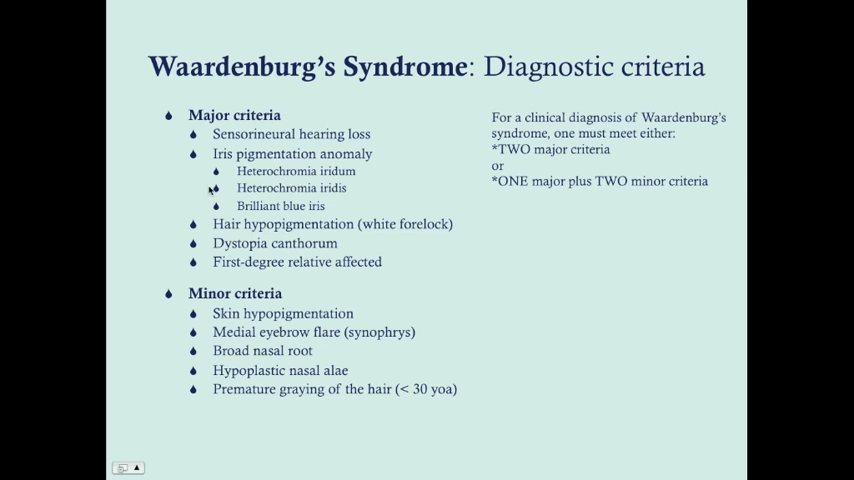 Waardenburg's Syndrome: Diagnostic criteria
Major criteria
Sensorineural hearing loss
Iris pigmentation anomaly
Heterochromia iridum
Heterochromia iridis
Brilliant blue iris
Hair hypopigmentation (white forelock)
Dystopia canthorum
First-degree relative affected
Minor criteria
Skin hypopigmentation
Medial eyebrow flare (synophrys)
Broad nasal root
Hypoplastic nasal alae
Premature graying of the hair (< 30 yoa)
For a clinical diagnosis of Waardenburg's
syndrome, one must meet either:
*TWO major criteria
or
*ONE major plus TWO minor criteria